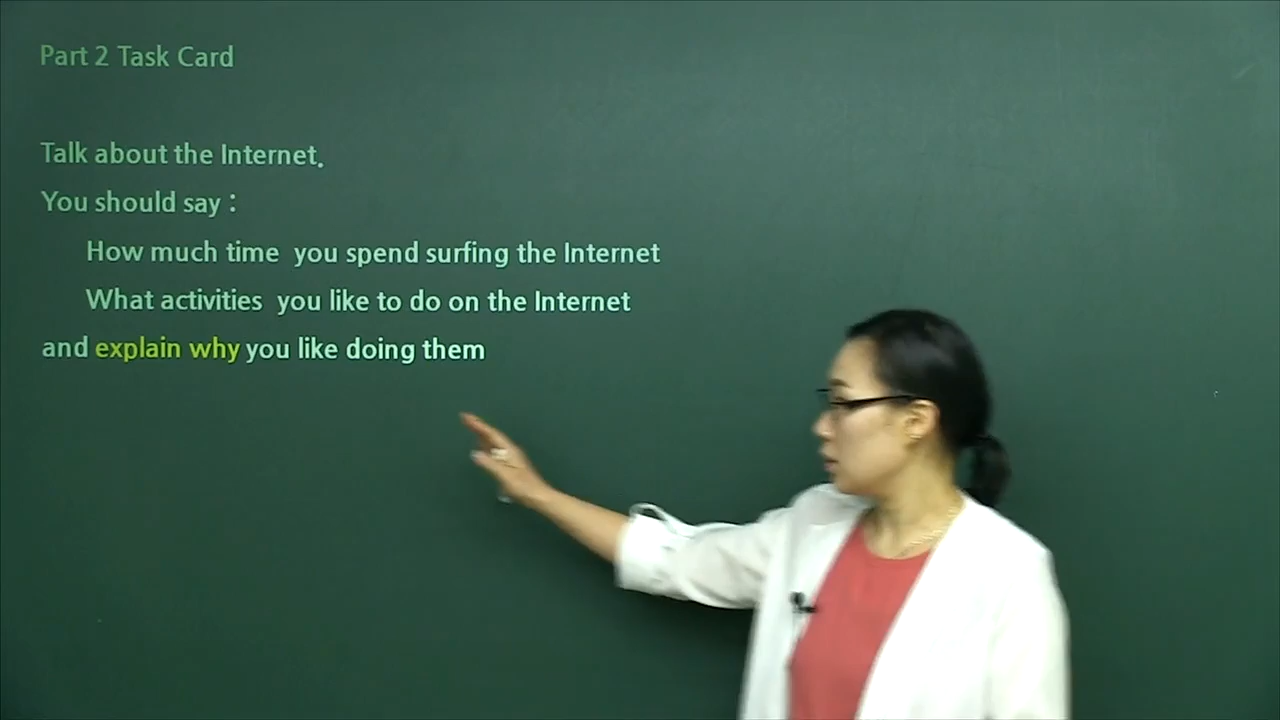 Part 2 Task Card
Talk about the Internet.
You should say :
How much time you spend surfing the Internet
What activities you like to do on the Internet
and explain why you like doing them